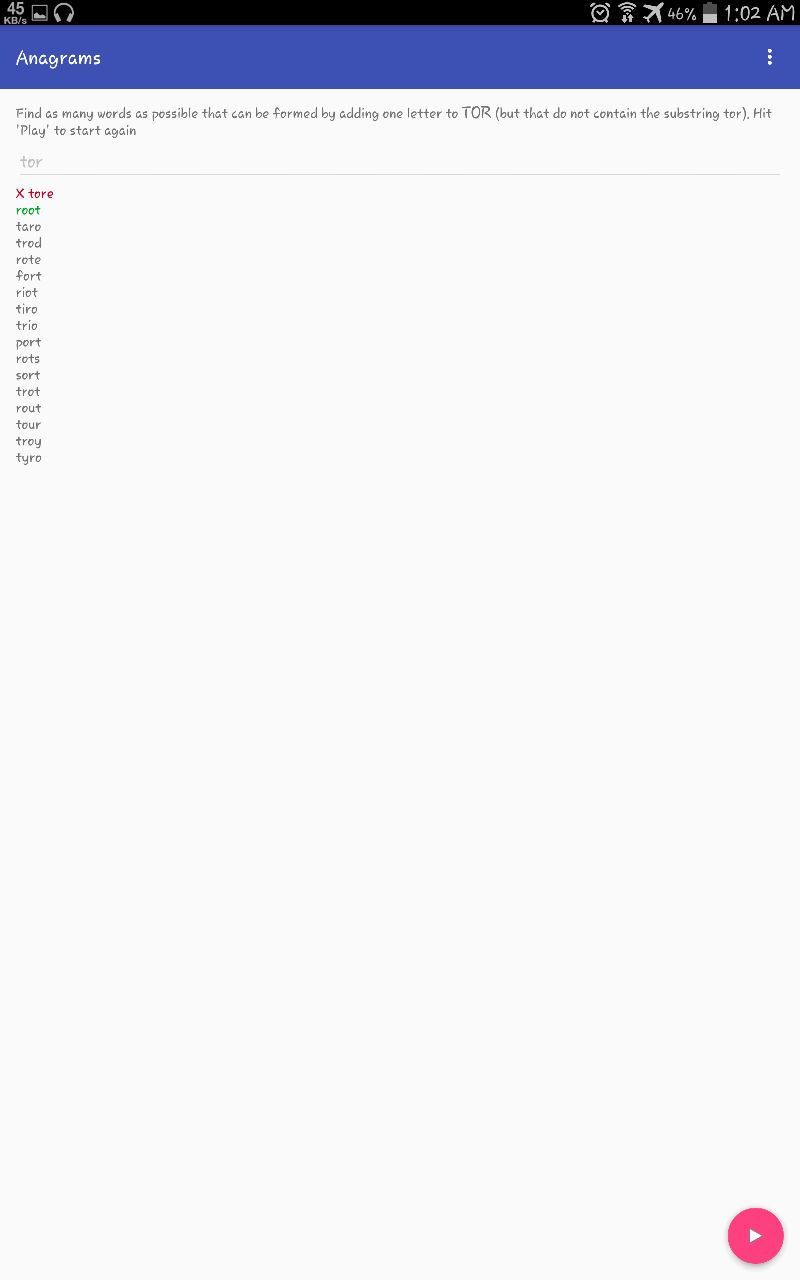 45
KB/s
46%
1:02 AM
Anagrams
Find as many words as possible that can be formed by adding one letter to TOR (but that do not contain the substring tor). Hit
'Play' to start again
tor
X tore
root
taro
trod
rote
fort
riot
tiro
trio
port
rots
sort
trot
rout
tour
troy
tyro